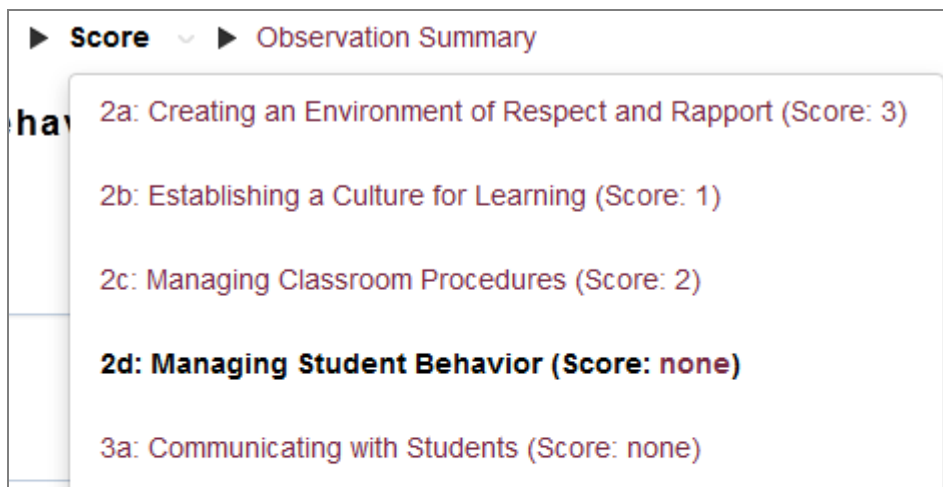 Score Observation Summary
hav
2a: Creating an Environment of Respect and Rapport (Score: 3)
2b: Establishing a Culture for Learning (Score: 1)
2c: Managing Classroom Procedures (Score: 2)
2d: Managing Student Behavior (Score: none)
3a: Communicating with Students (Score: none)